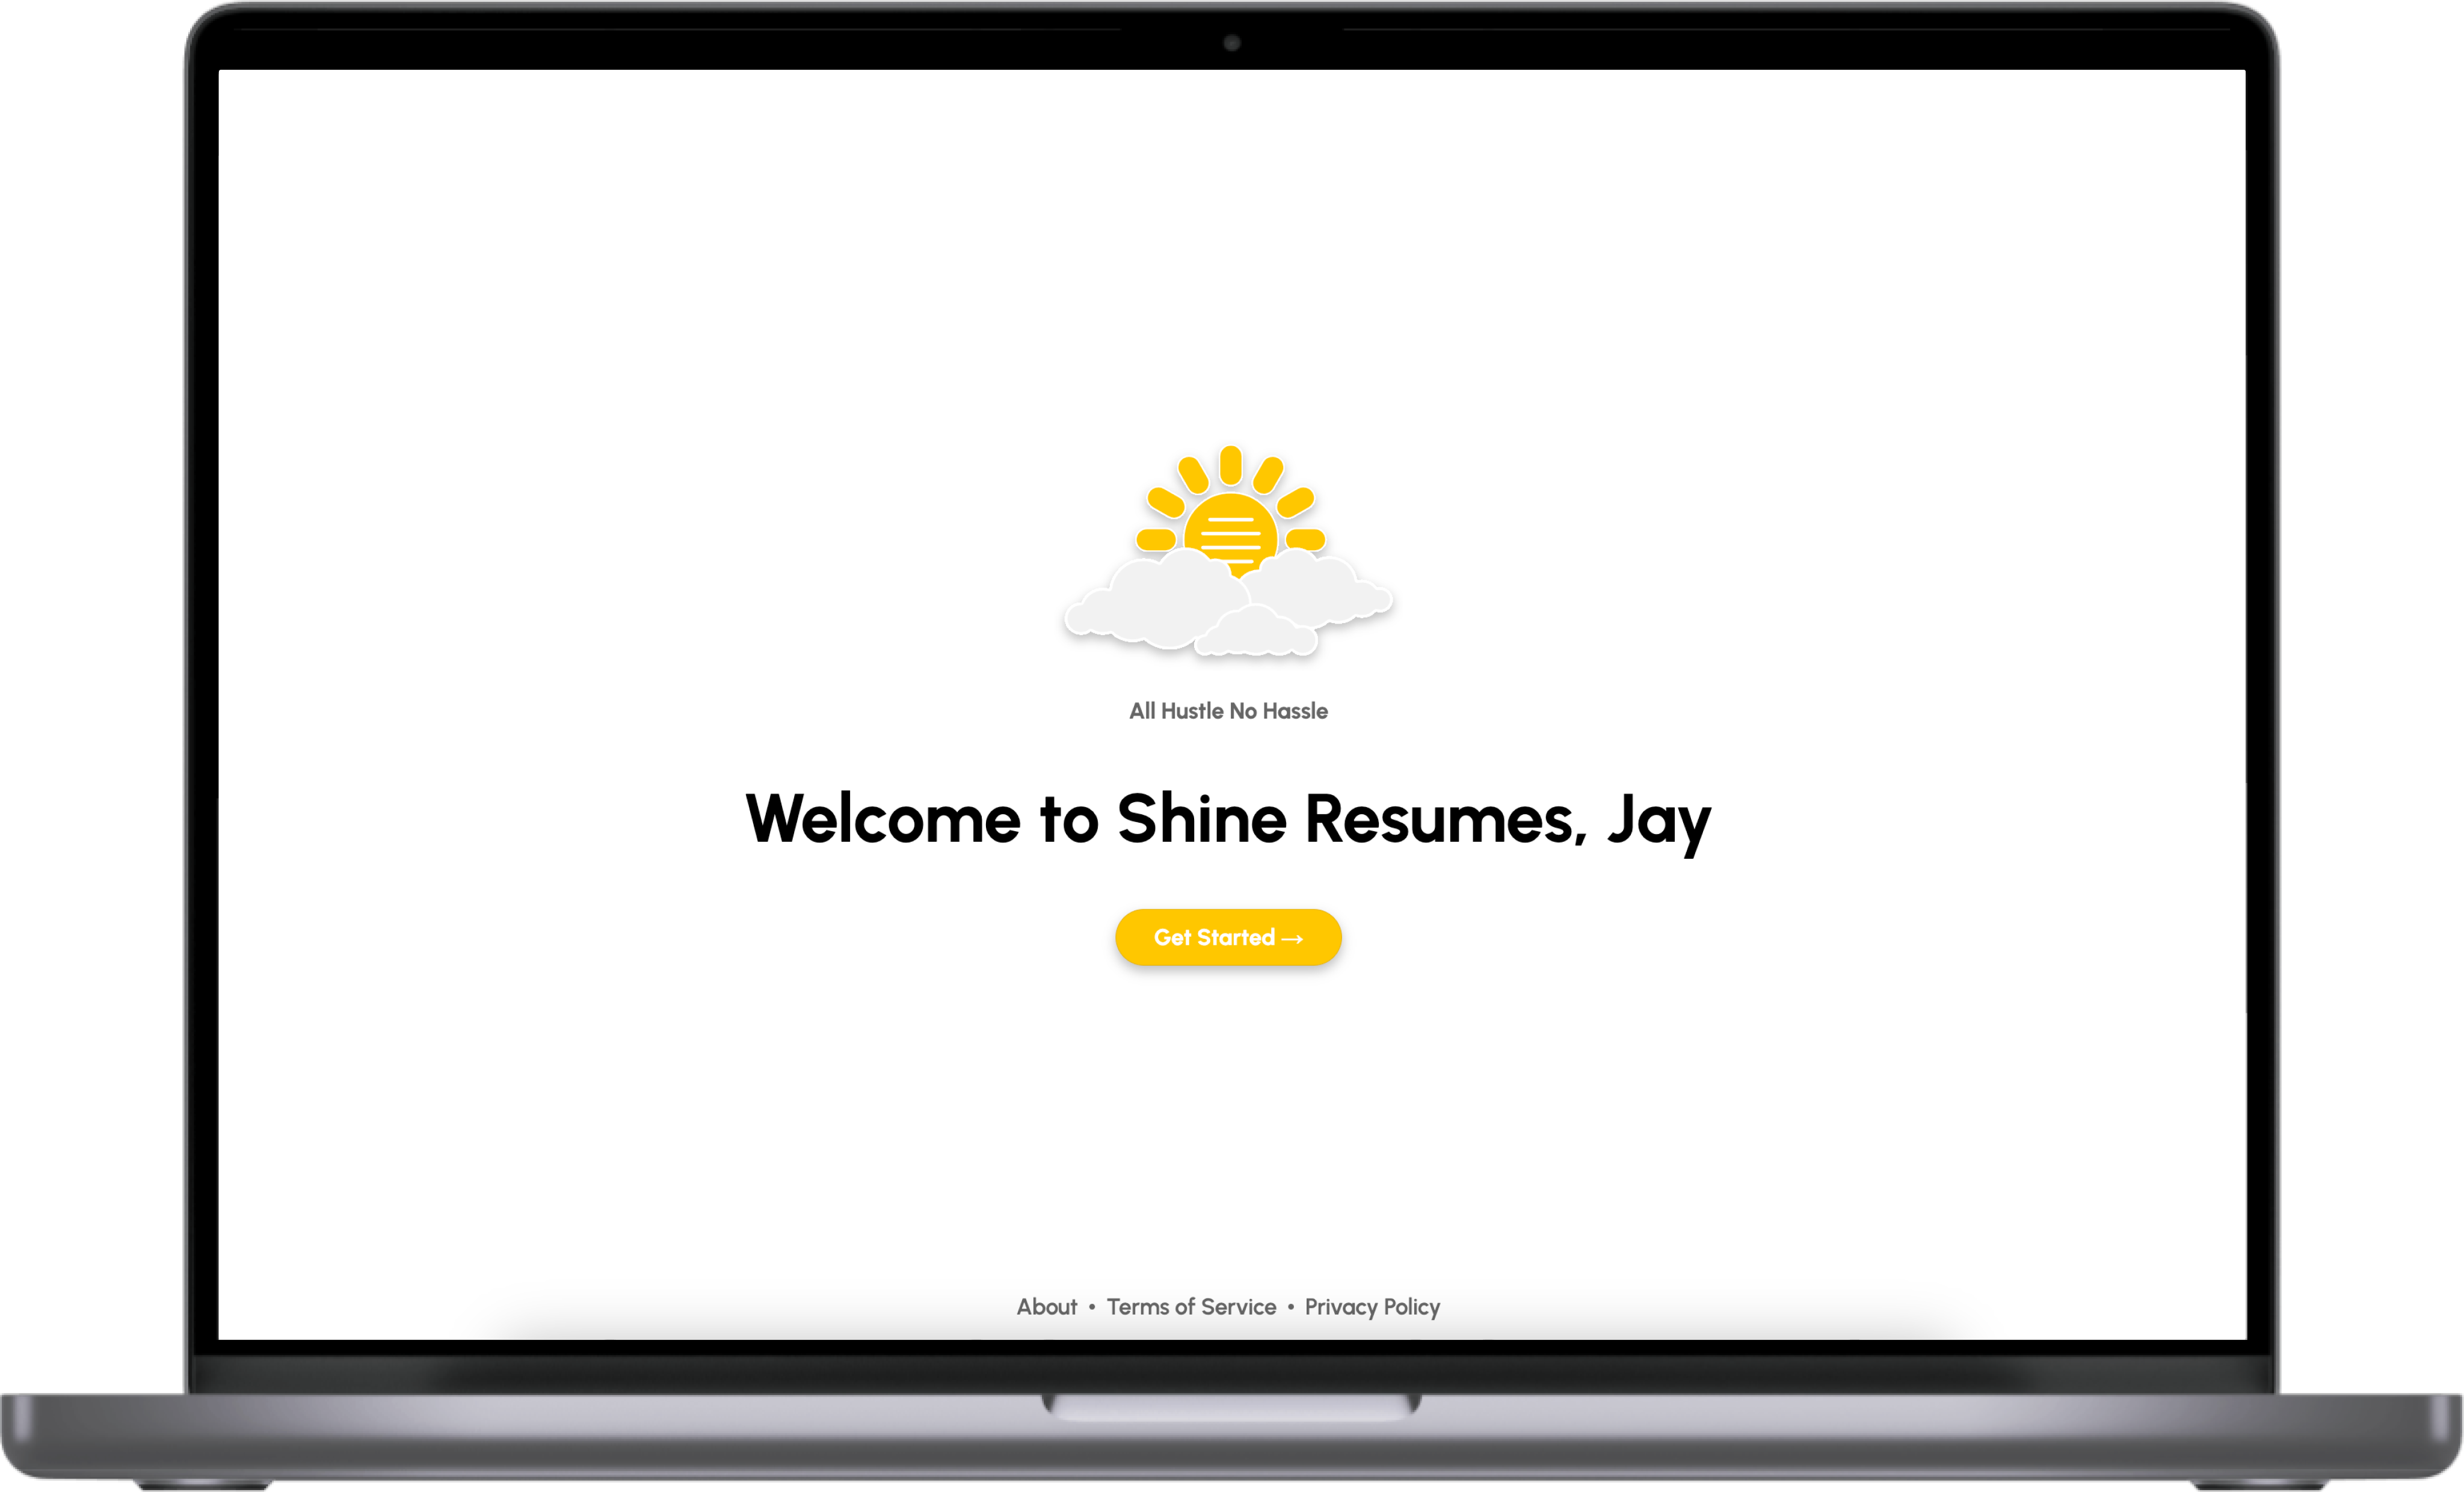 All Hustle No Hassle
Welcome to Shine Resumes, Jay
Get Started →
About • Terms of Service • Privacy Policy